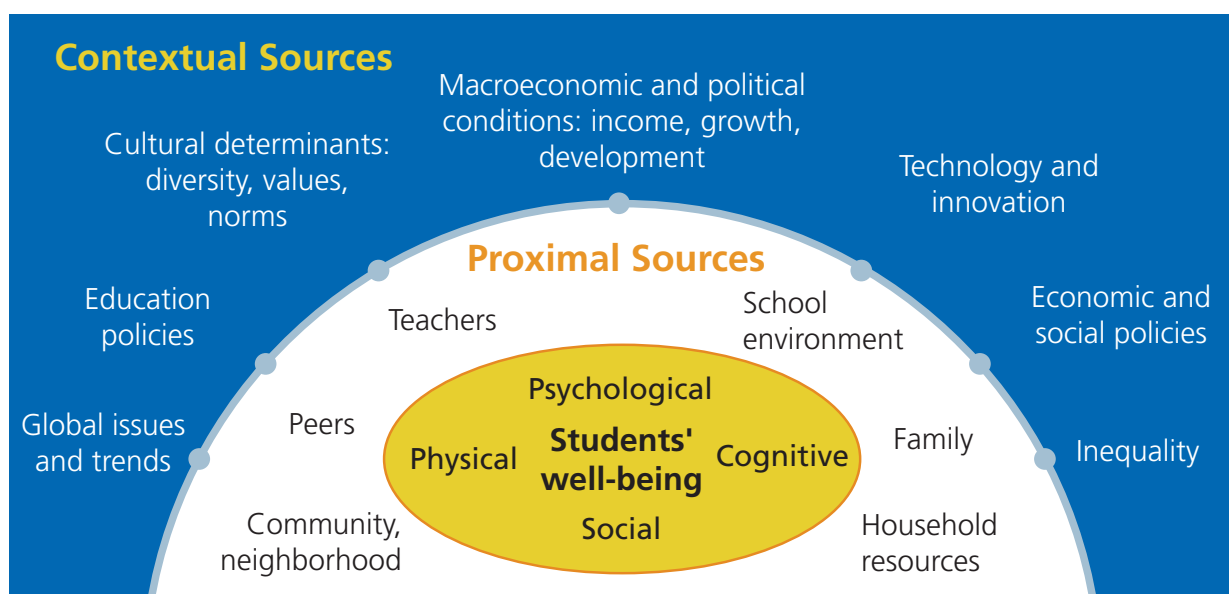 Contextual Sources
Macroeconomic and political
conditions: income, growth,
development
Cultural determinants:
diversity, values,
norms
Technology and
innovation
Education
policies
Economic and
social policies
Global issues
and trends
Inequality
Proximal Sources
Teachers
School
environment
Peers
Family
Community,
neighborhood
Household
resources
Psychological
Physical
Students'
well-being
Cognitive
Social